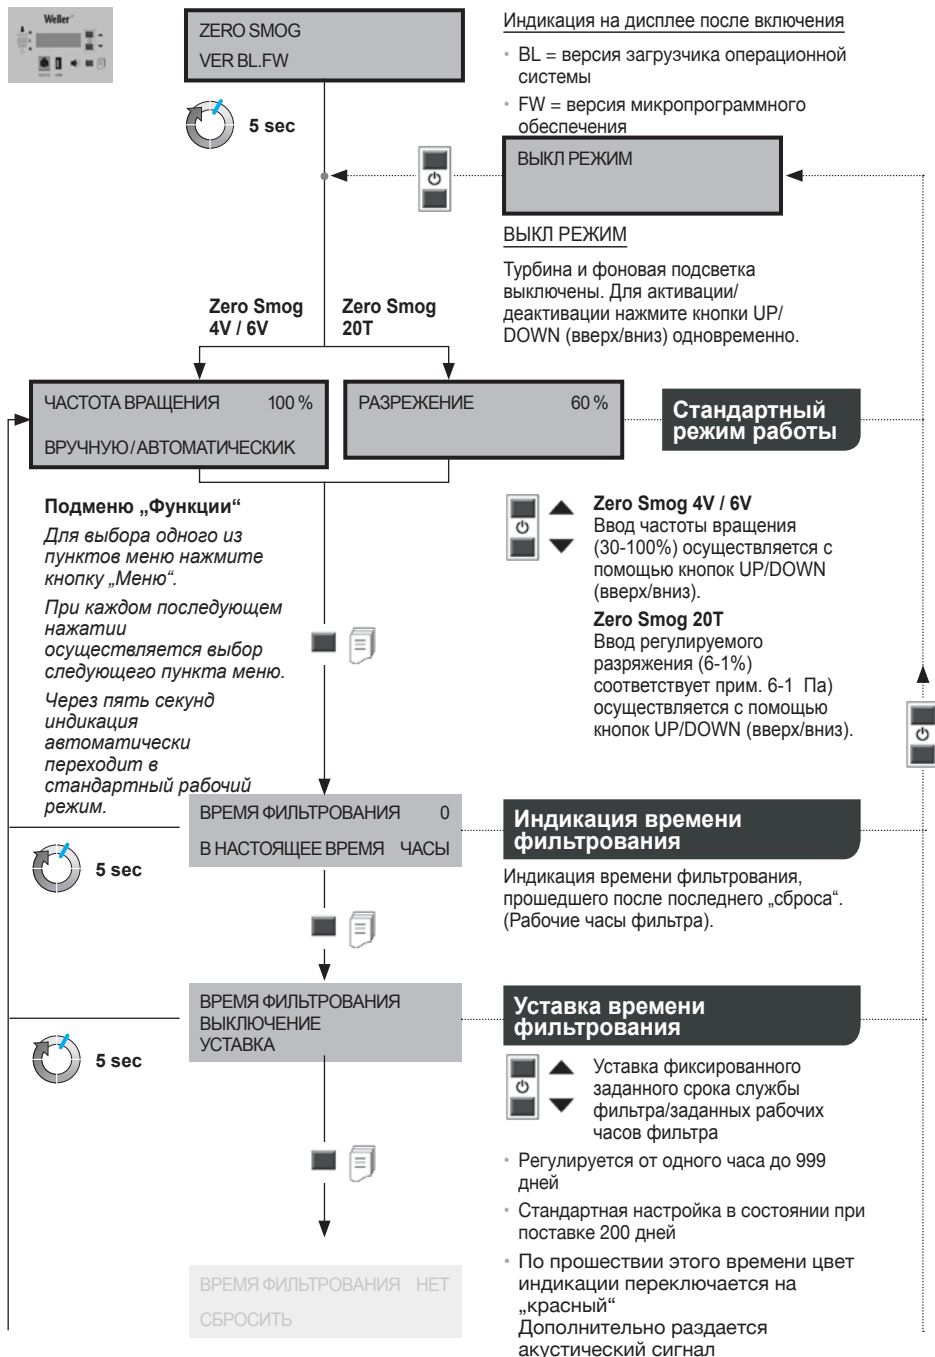 Weller
ZERO SMOG
VER BL.FW
5 sec
Индикация на дисплее после включения
• BL = версия загрузчика операционной
системы
• FW = версия микропрограммного
обеспечения
ВЫКЛ РЕЖИМ
ВЫКЛ РЕЖИМ
Турбина и фоновая подсветка
выключены. Для активации/
деактивации нажмите кнопки UP/
DOWN (вверх/вниз) одновременно.
Zero Smog
4V / 6V
Zero Smog
20T
ЧАСТОТА ВРАЩЕНИЯ 100 %
ВРУЧНУЮ / АВТОМАТИЧЕСКИК
РАЗРЕЖЕНИЕ 60 %
Стандартный
режим работы
Подменю „Функции“
Для выбора одного из
пунктов меню нажмите
кнопку „Меню“.
При каждом последующем
нажатии
осуществляется выбор
следующего пункта меню.
Через пять секунд
индикация
автоматически
переходит в
стандартный рабочий
режим.
Zero Smog 4V / 6V
Ввод частоты вращения
(30-100%) осуществляется с
помощью кнопок UP/DOWN
(вверх/вниз).
Zero Smog 20T
Ввод регулируемого
разряжения (6-1%)
соответствует прим. 6-1 Па)
осуществляется с помощью
кнопок UP/DOWN (вверх/вниз).
ВРЕМЯ ФИЛЬТРОВАНИЯ 0
В НАСТОЯЩЕЕ ВРЕМЯ ЧАСЫ
5 sec
Индикация времени
фильтрования
Индикация времени фильтрования,
прошедшего после последнего „сброса“.
(Рабочие часы фильтра).
ВРЕМЯ ФИЛЬТРОВАНИЯ
ВЫКЛЮЧЕНИЕ
УСТАВКА
5 sec
Уставка времени
фильтрования
Уставка фиксированного
заданного срока службы
фильтра/заданных рабочих
часов фильтра
• Регулируется от одного часа до 999
дней
• Стандартная настройка в состоянии при
поставке 200 дней
• По прошествии этого времени цвет
индикации переключается на
„красный“
Дополнительно раздается
акустический сигнал
ВРЕМЯ ФИЛЬТРОВАНИЯ НЕТ
СБРОСИТЬ